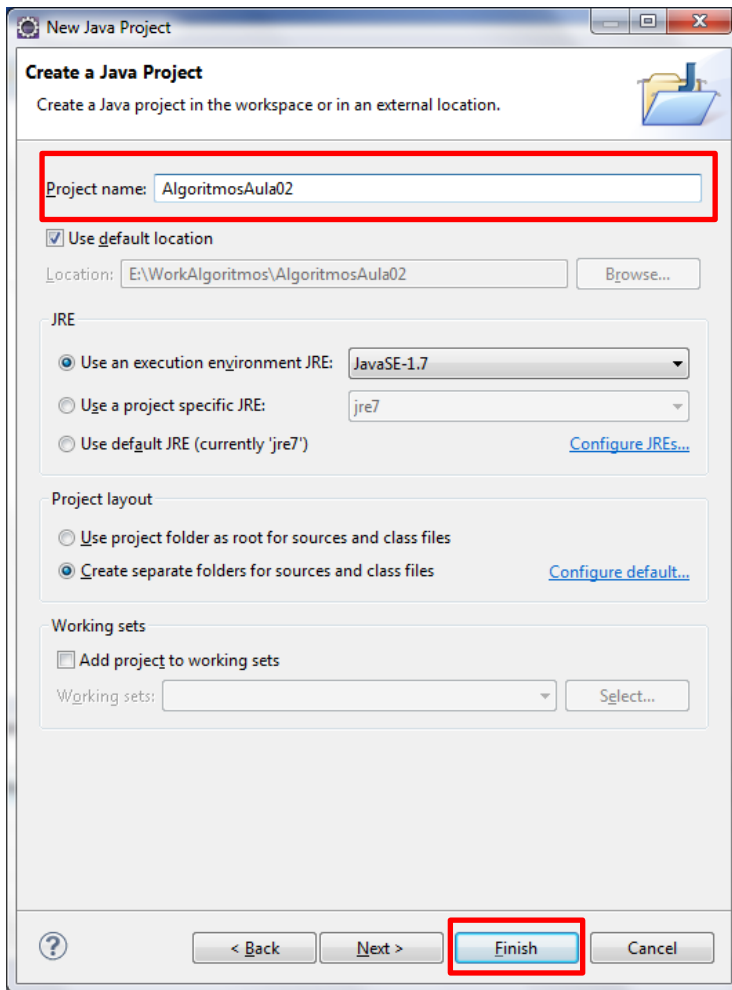 New Java Project
Create a Java Project
Create a Java project in the workspace or in an external location.
Project name: AlgoritmosAula02
Use default location
Location: E:\WorkAlgoritmos\AlgoritmosAula02 Browse...
JRE
Use an execution environment JRE: JavaSE-1.7
Use a project specific JRE: jre7
Use default JRE (currently 'jre7') Configure JREs...
Project layout
Use project folder as root for sources and class files
Create separate folders for sources and class files Configure default...
Working sets
Add project to working sets
Working sets: Select...
? < Back Next > Finish Cancel